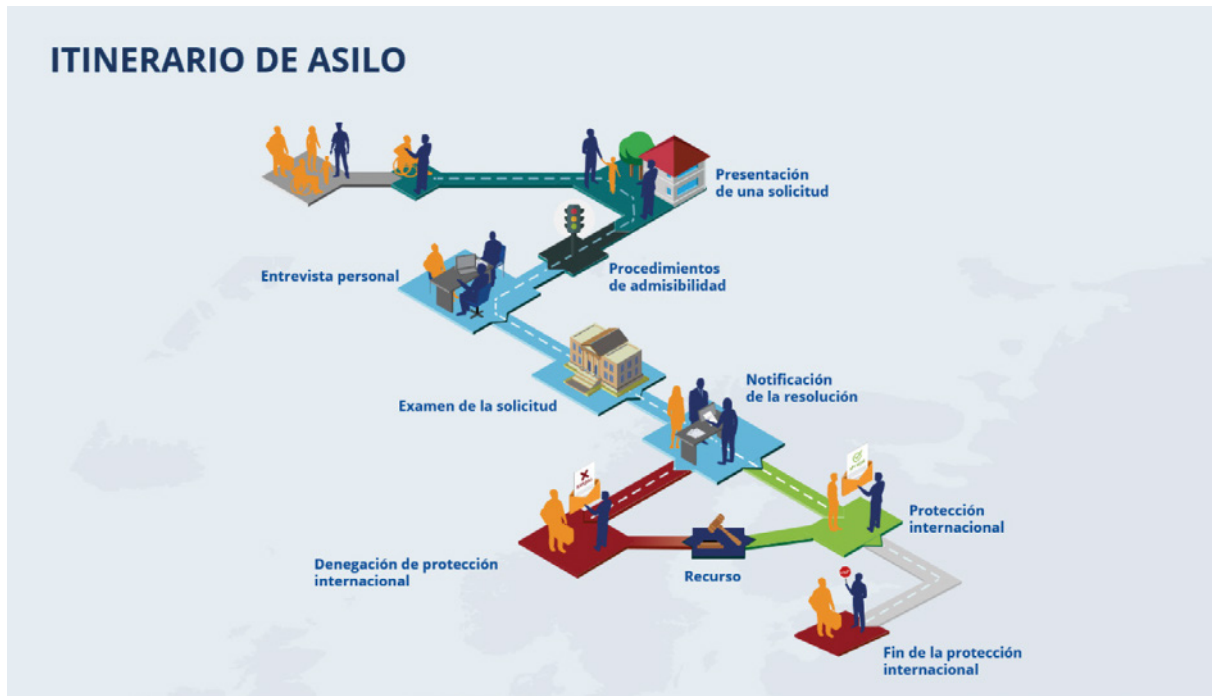 ITINERARIO DE ASILO
Presentación
de una solicitud
Procedimientos
de admisibilidad
Entrevista personal
Examen de la solicitud
Notificación
de la resolución
Protección
internacional
Denegación de protección
internacional
Recurso
Fin de la protección
internacional